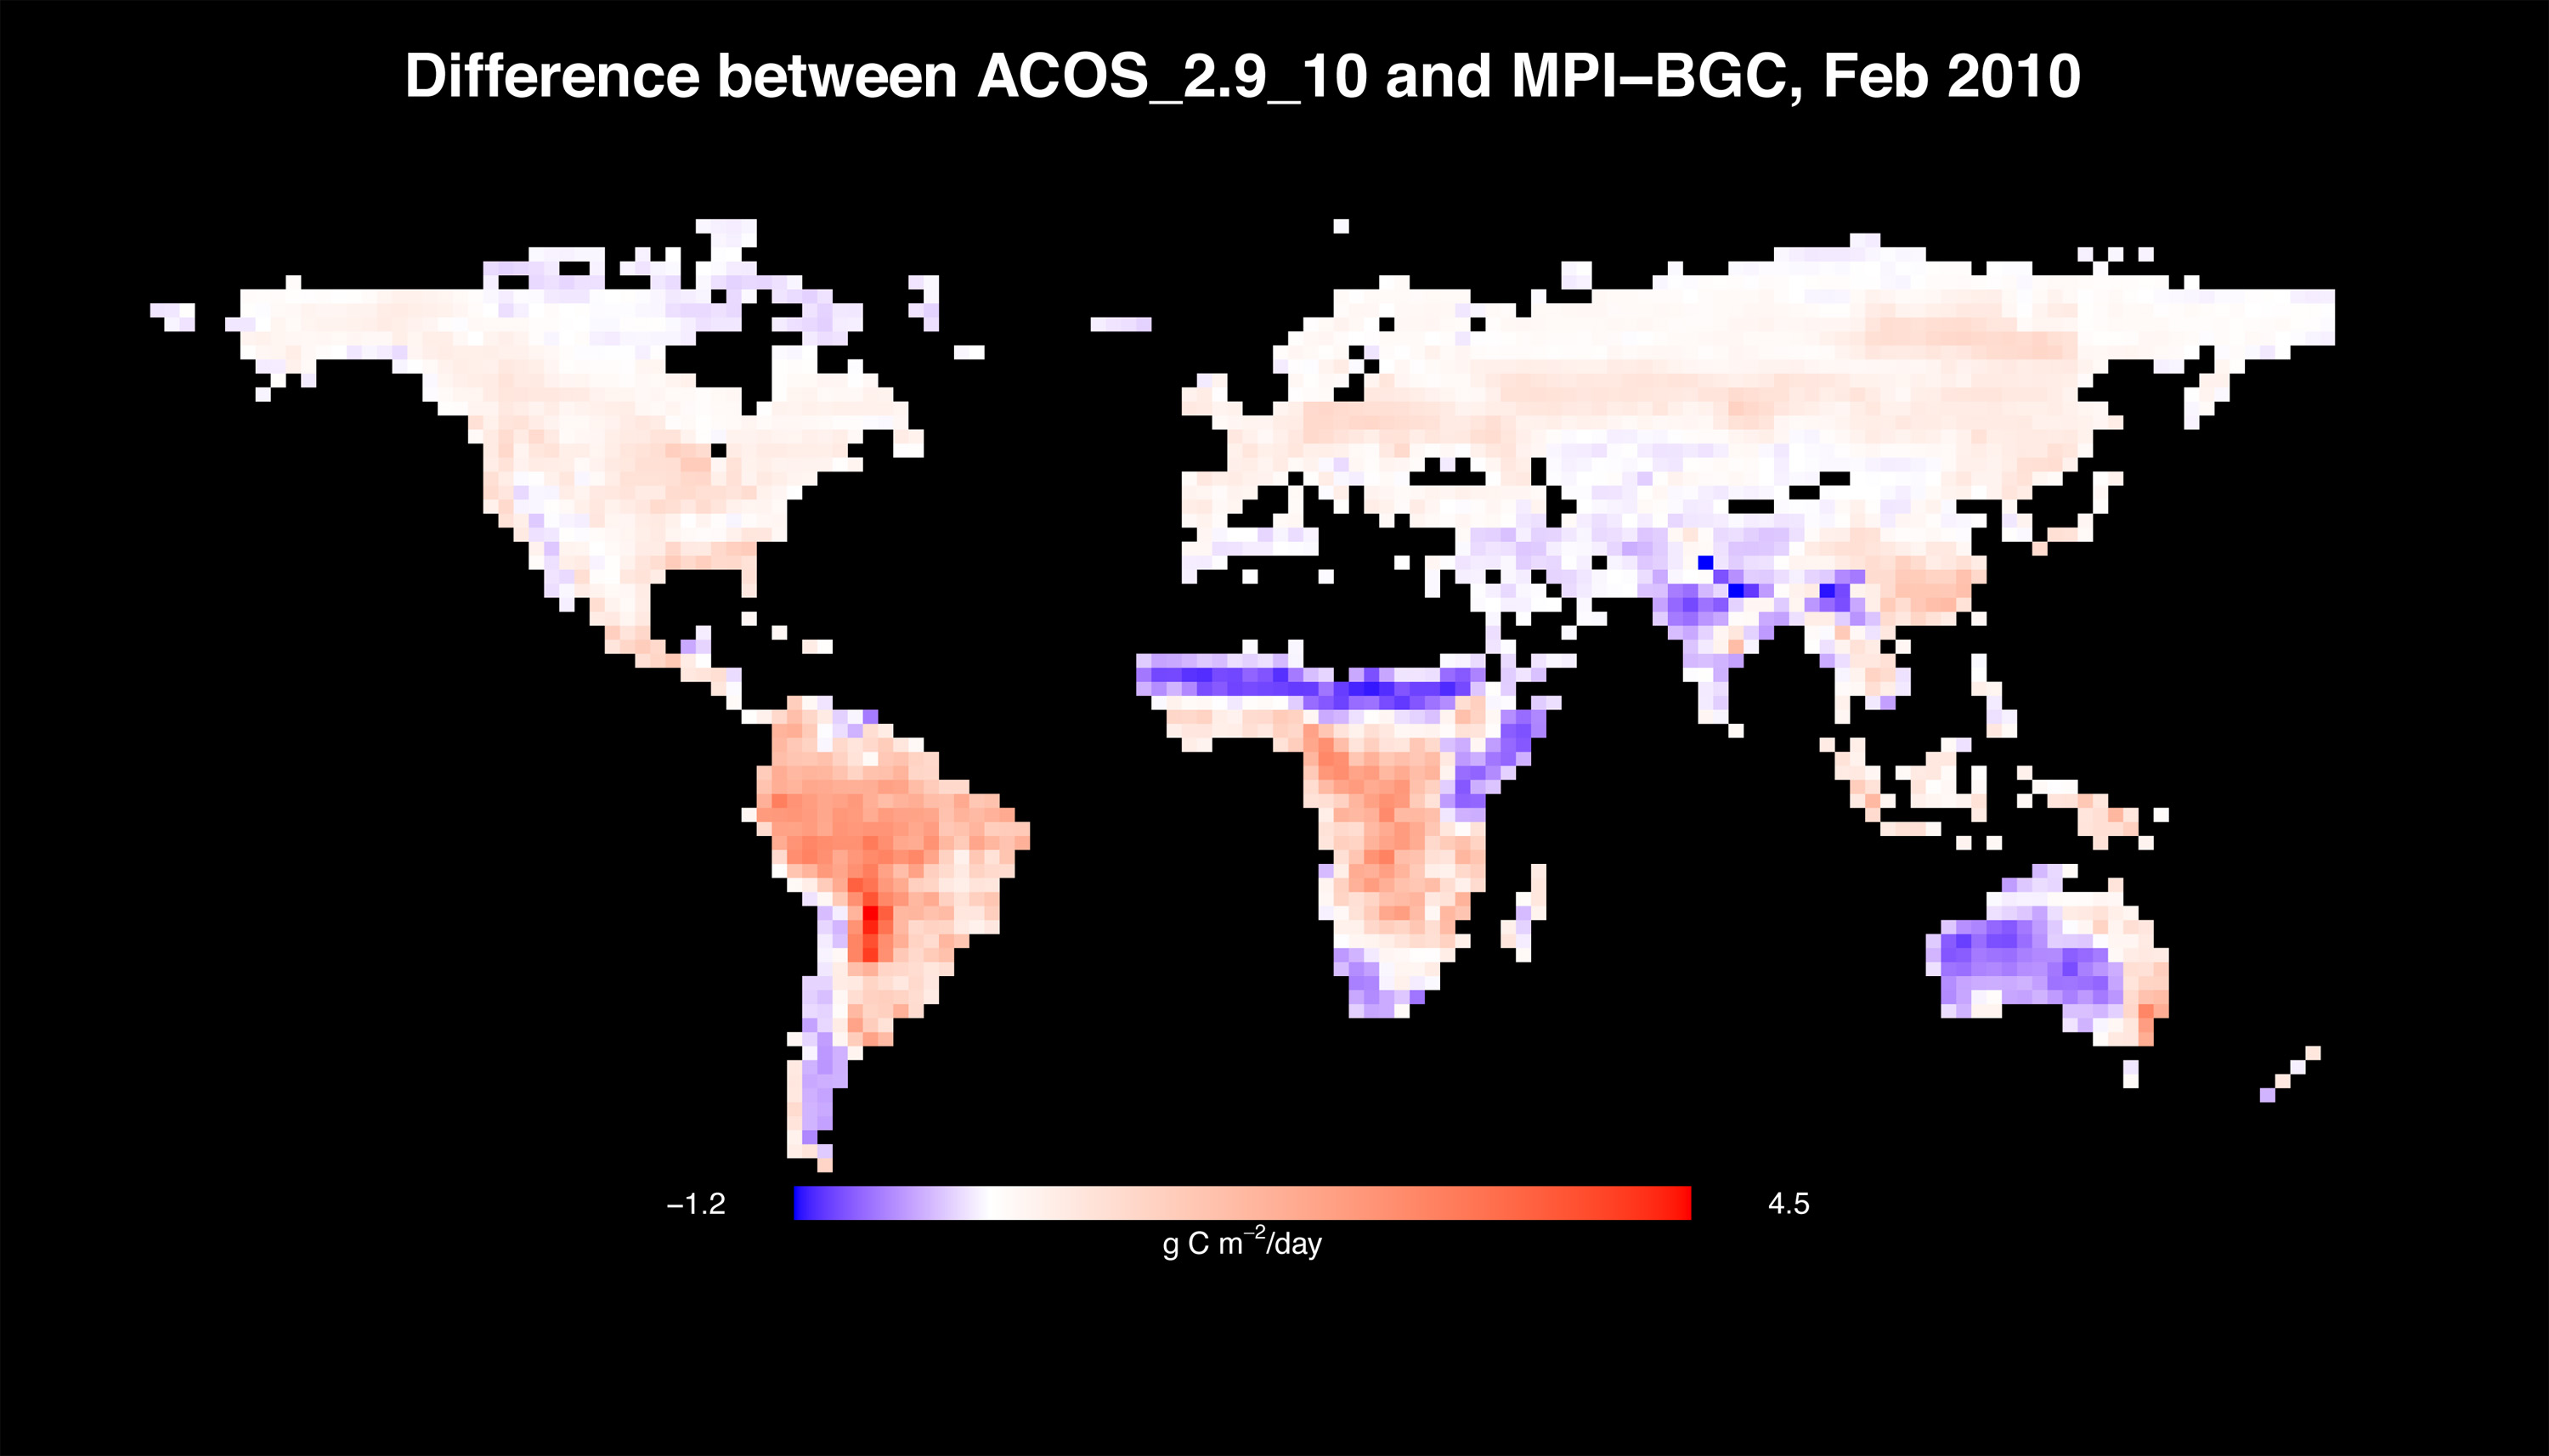 Difference between ACOS_2.9_10 and MPI−BGC, Feb 2010
−1.2
4.5
g C m⁻²/day